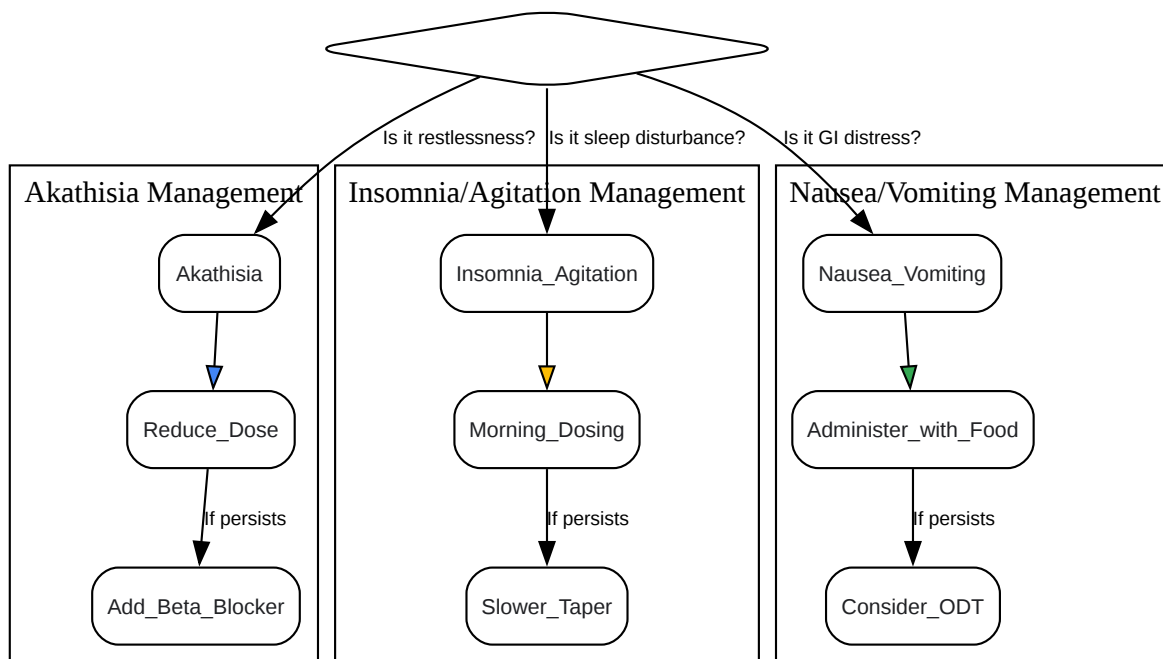 Is it restlessness?
Is it sleep disturbance?
Is it GI distress?
Akathisia Management
Insomnia/Agitation Management
Nausea/Vomiting Management
Akathisia
Insomnia_Agitation
Nausea_Vomiting
Reduce_Dose
Morning_Dosing
Administer_with_Food
If persists
If persists
If persists
Add_Beta_Blocker
Slower_Taper
Consider_ODT